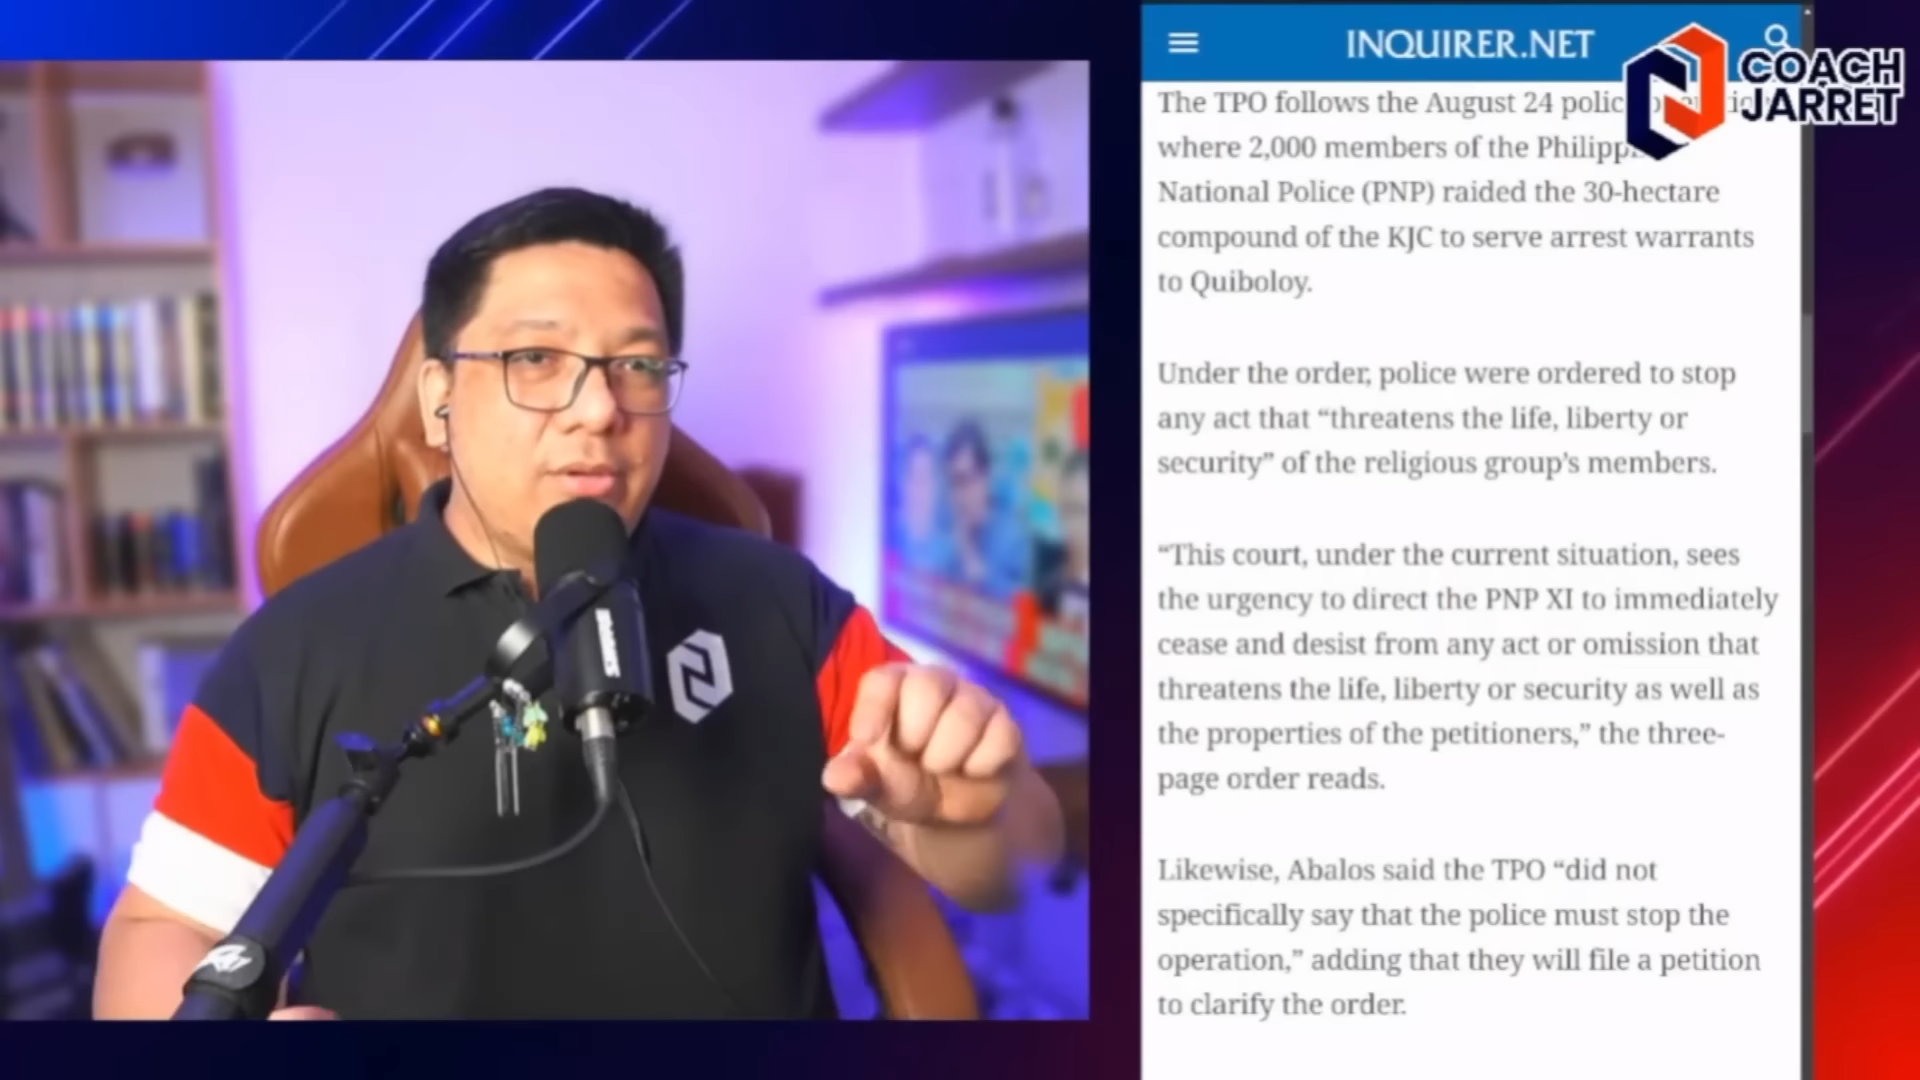 INQUIRER.NET
COACH
JARRET
The TPO follows the August 24
where 2,000 members of the
National Police (PNP) raided the 30-hectare
compound of the KJC to serve arrest warrants
to Quiboloy.
Under the order, police were ordered to stop
any act that “threatens the life, liberty or
security” of the religious group’s members.
“This court, under the current situation, sees
the urgency to direct the PNP XI to immediately
cease and desist from any act or omission that
threatens the life, liberty or security as well as
the properties of the petitioners,” the three-
page order reads.
Likewise, Abalos said the TPO “did not
specifically say that the police must stop the
operation,” adding that they will file a petition
to clarify the order.